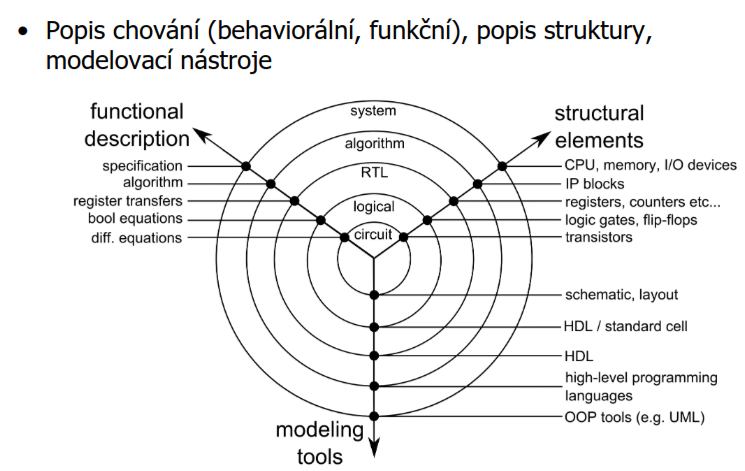 • Popis chování (behaviorální, funkční), popis struktury,
modelovací nástroje
functional
description
specification
algorithm
register transfers
bool equations
diff. equations
system
algorithm
RTL
logical
circuit
structural
elements
CPU, memory, I/O devices
IP blocks
registers, counters etc...
logic gates, flip-flops
transistors
schematic, layout
HDL / standard cell
HDL
high-level programming
languages
OOP tools (e.g. UML)
modeling
tools